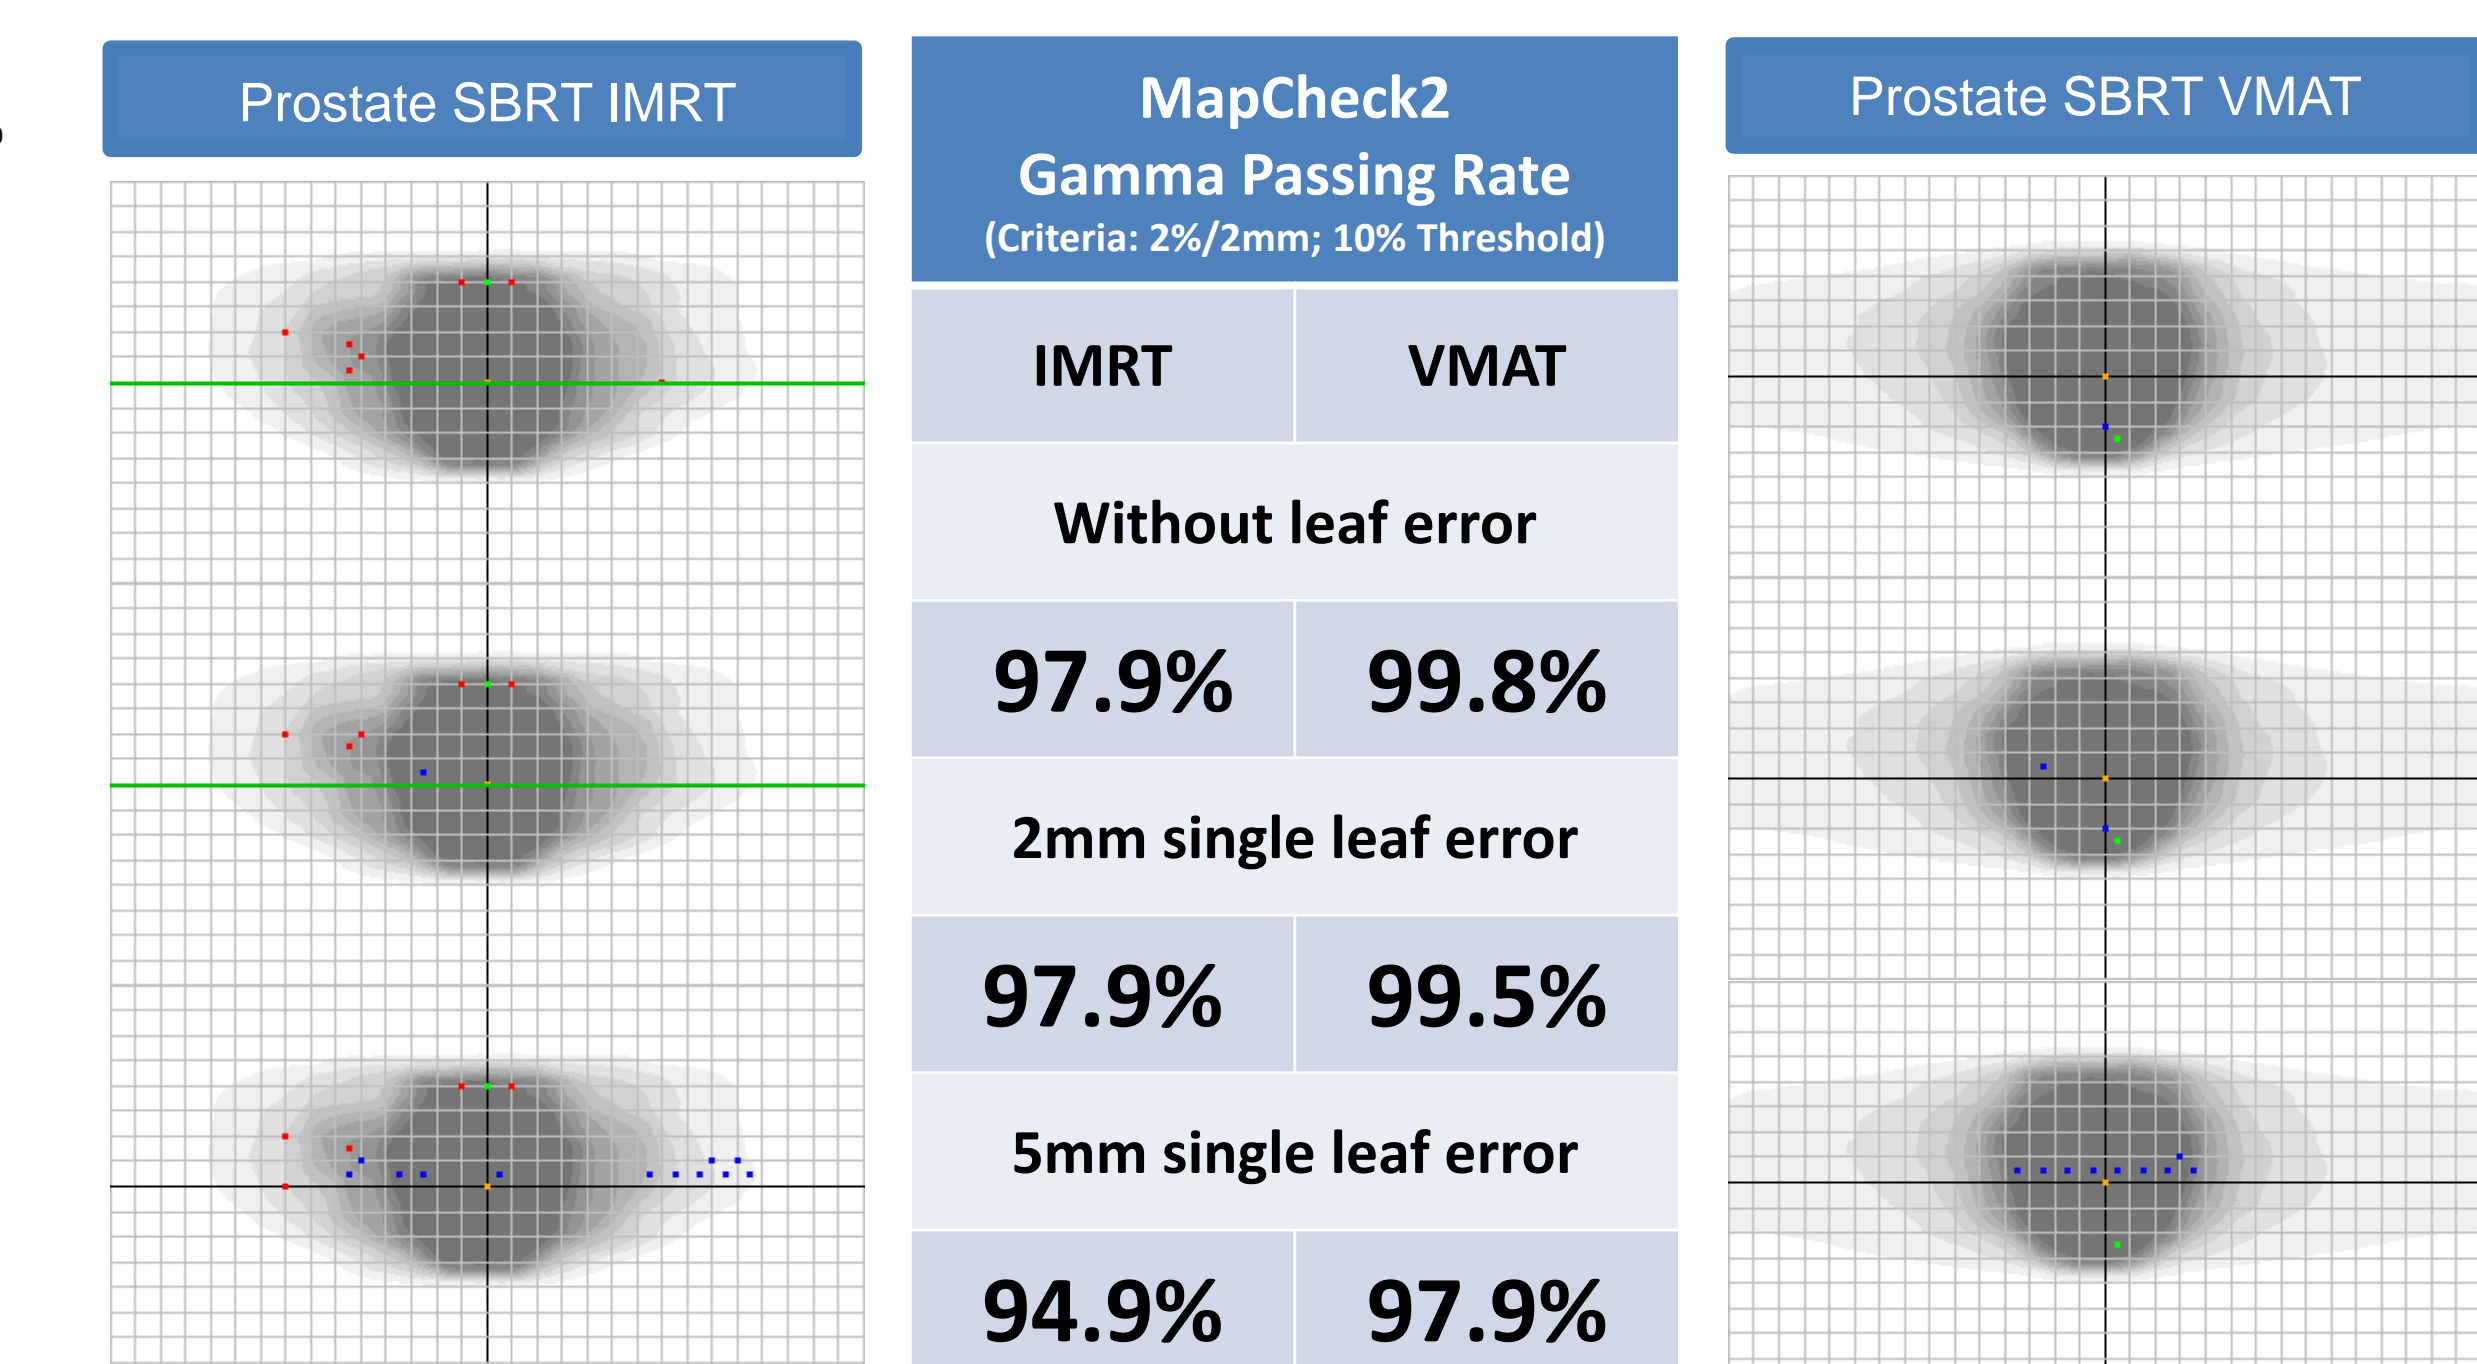 Prostate SBRT IMRT
MapCheck2
Gamma Passing Rate
(Criteria: 2%/2mm; 10% Threshold)
IMRT VMAT
Without leaf error
97.9% 99.8%
2mm single leaf error
97.9% 99.5%
5mm single leaf error
94.9% 97.9%
Prostate SBRT VMAT